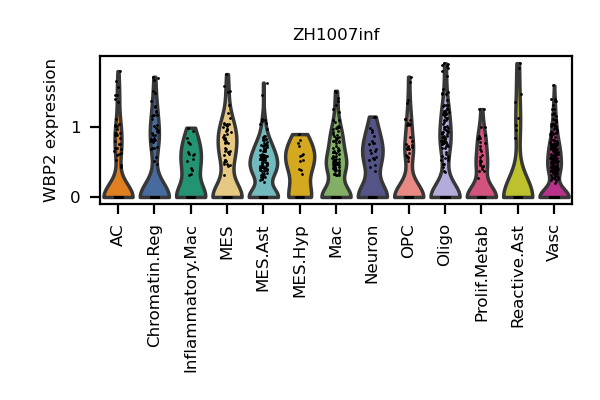 ZH1007inf
WBP2 expression
1
0
AC
Chromatin.Reg
Inflammatory.Mac
MES
MES.Ast
MES.Hyp
Mac
Neuron
OPC
Oligo
Prolif.Metab
Reactive.Ast
Vasc